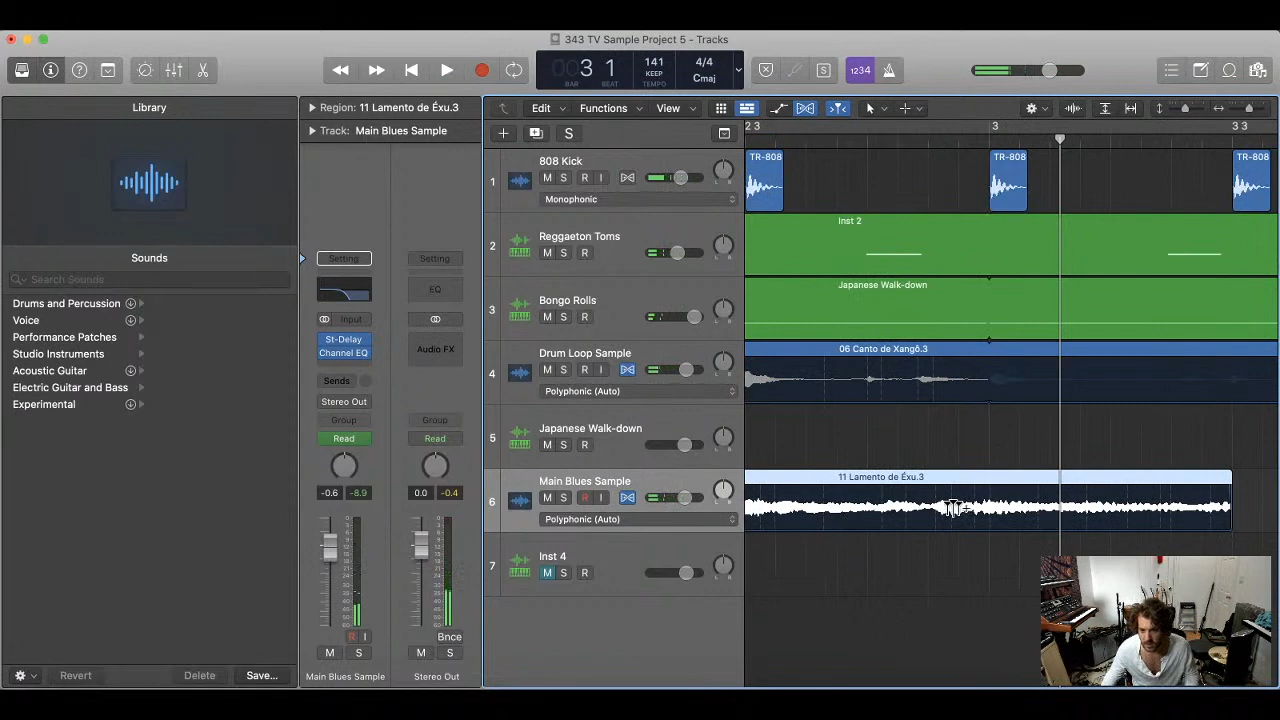 343 TV Sample Project 5 - Tracks
003 1
BAR BEAT
141
KEEP
TEMPO
4/4
Cmaj
1234
S
Library
Region: 11 Lamento de Éxu.3
Track: Main Blues Sample
Edit
Functions
View
S
2 3
3
3 3
Sounds
Search Sounds
Drums and Percussion
Voice
Performance Patches
Studio Instruments
Acoustic Guitar
Electric Guitar and Bass
Experimental
Revert
Delete
Save...
Setting
Setting
EQ
Input
St-Delay
Channel EQ
Audio FX
Sends
Stereo Out
Group
Group
Read
Read
-0.6
-8.9
0.0
-0.4
R I
Bnce
M S
M S
Main Blues Sample
Stereo Out
1
808 Kick
M S R I
Monophonic
L R
TR-808
TR-808
TR-808
2
Reggaeton Toms
M S R
L R
Inst 2
3
Bongo Rolls
M S R
L R
Japanese Walk-down
4
Drum Loop Sample
M S R I
Polyphonic (Auto)
L R
06 Canto de Xangô.3
5
Japanese Walk-down
M S R
L R
6
Main Blues Sample
M S R I
Polyphonic (Auto)
L R
11 Lamento de Éxu.3
7
Inst 4
M S R
L R